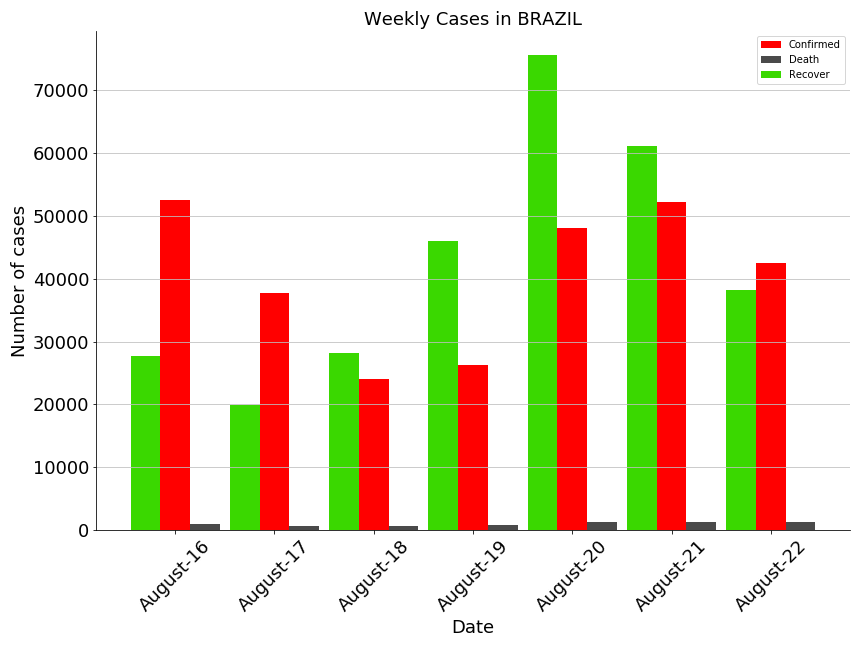 Weekly Cases in BRAZIL
Confirmed
Death
Recover
Number of cases
70000
60000
50000
40000
30000
20000
10000
0
August-16
August-17
August-18
August-19
August-20
August-21
August-22
Date